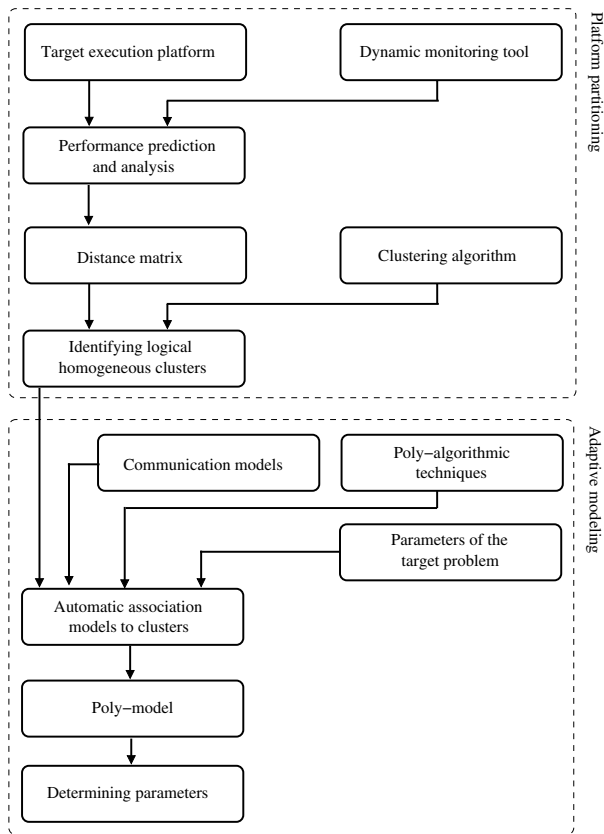 Target execution platform
Dynamic monitoring tool
Platform partitioning
Performance prediction
and analysis
Distance matrix
Clustering algorithm
Identifying logical
homogeneous clusters
Communication models
Poly−algorithmic
techniques
Adaptive modeling
Parameters of the
target problem
Automatic association
models to clusters
Poly−model
Determining parameters